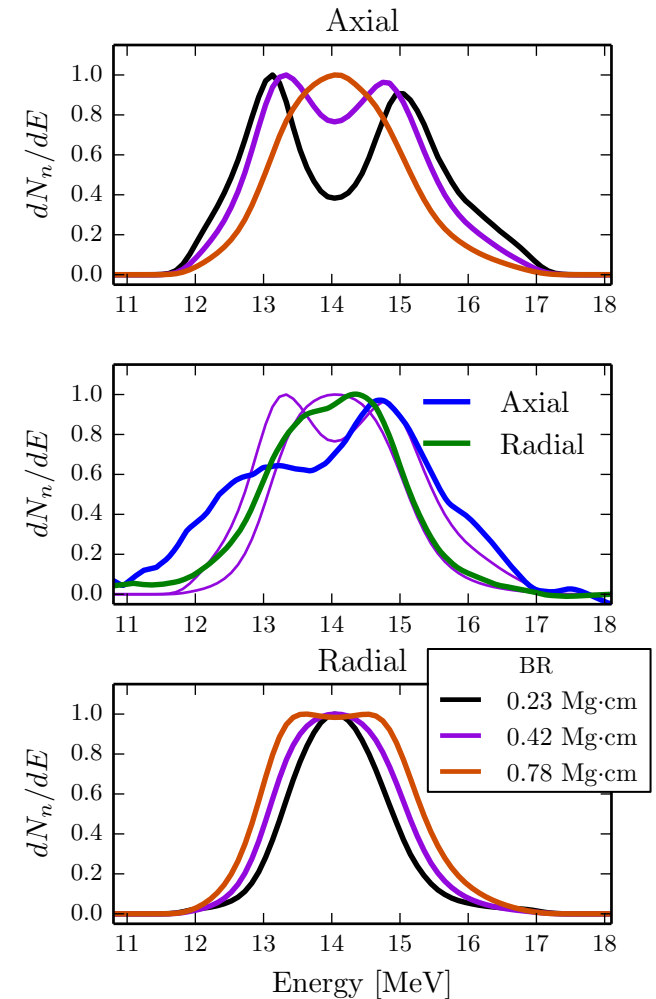 Axial
dN_n/dE
1.0
0.8
0.6
0.4
0.2
0.0
11 12 13 14 15 16 17 18
dN_n/dE
1.0
0.8
0.6
0.4
0.2
0.0
Axial
Radial
11 12 13 14 15 16 17 18
Radial
BR
0.23 Mg·cm
0.42 Mg·cm
0.78 Mg·cm
dN_n/dE
1.0
0.8
0.6
0.4
0.2
0.0
11 12 13 14 15 16 17 18
Energy [MeV]